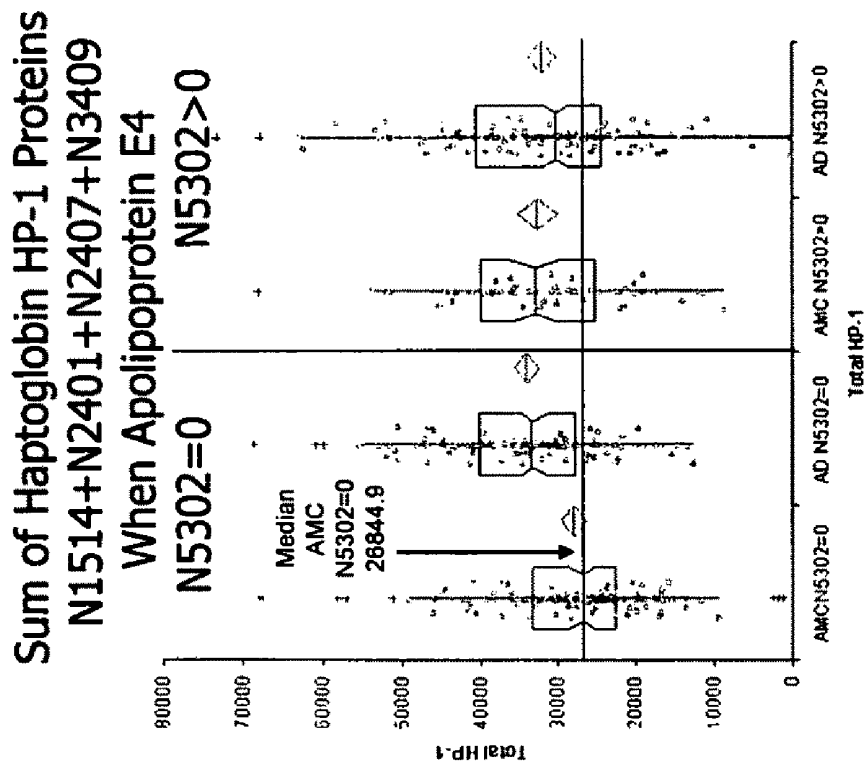 Sum of Haptoglobin HP-1 Proteins
N1514+N2401+N2407+N3409
When Apolipoprotein E4
N5302=0 N5302>0
Median
AMC
N5302=0
26844.9
Total HP-1
80000
70000
60000
50000
40000
30000
20000
10000
0
AMC N5302=0
AD N5302=0
AMC N5302>0
AD N5302>0
Total HP-1